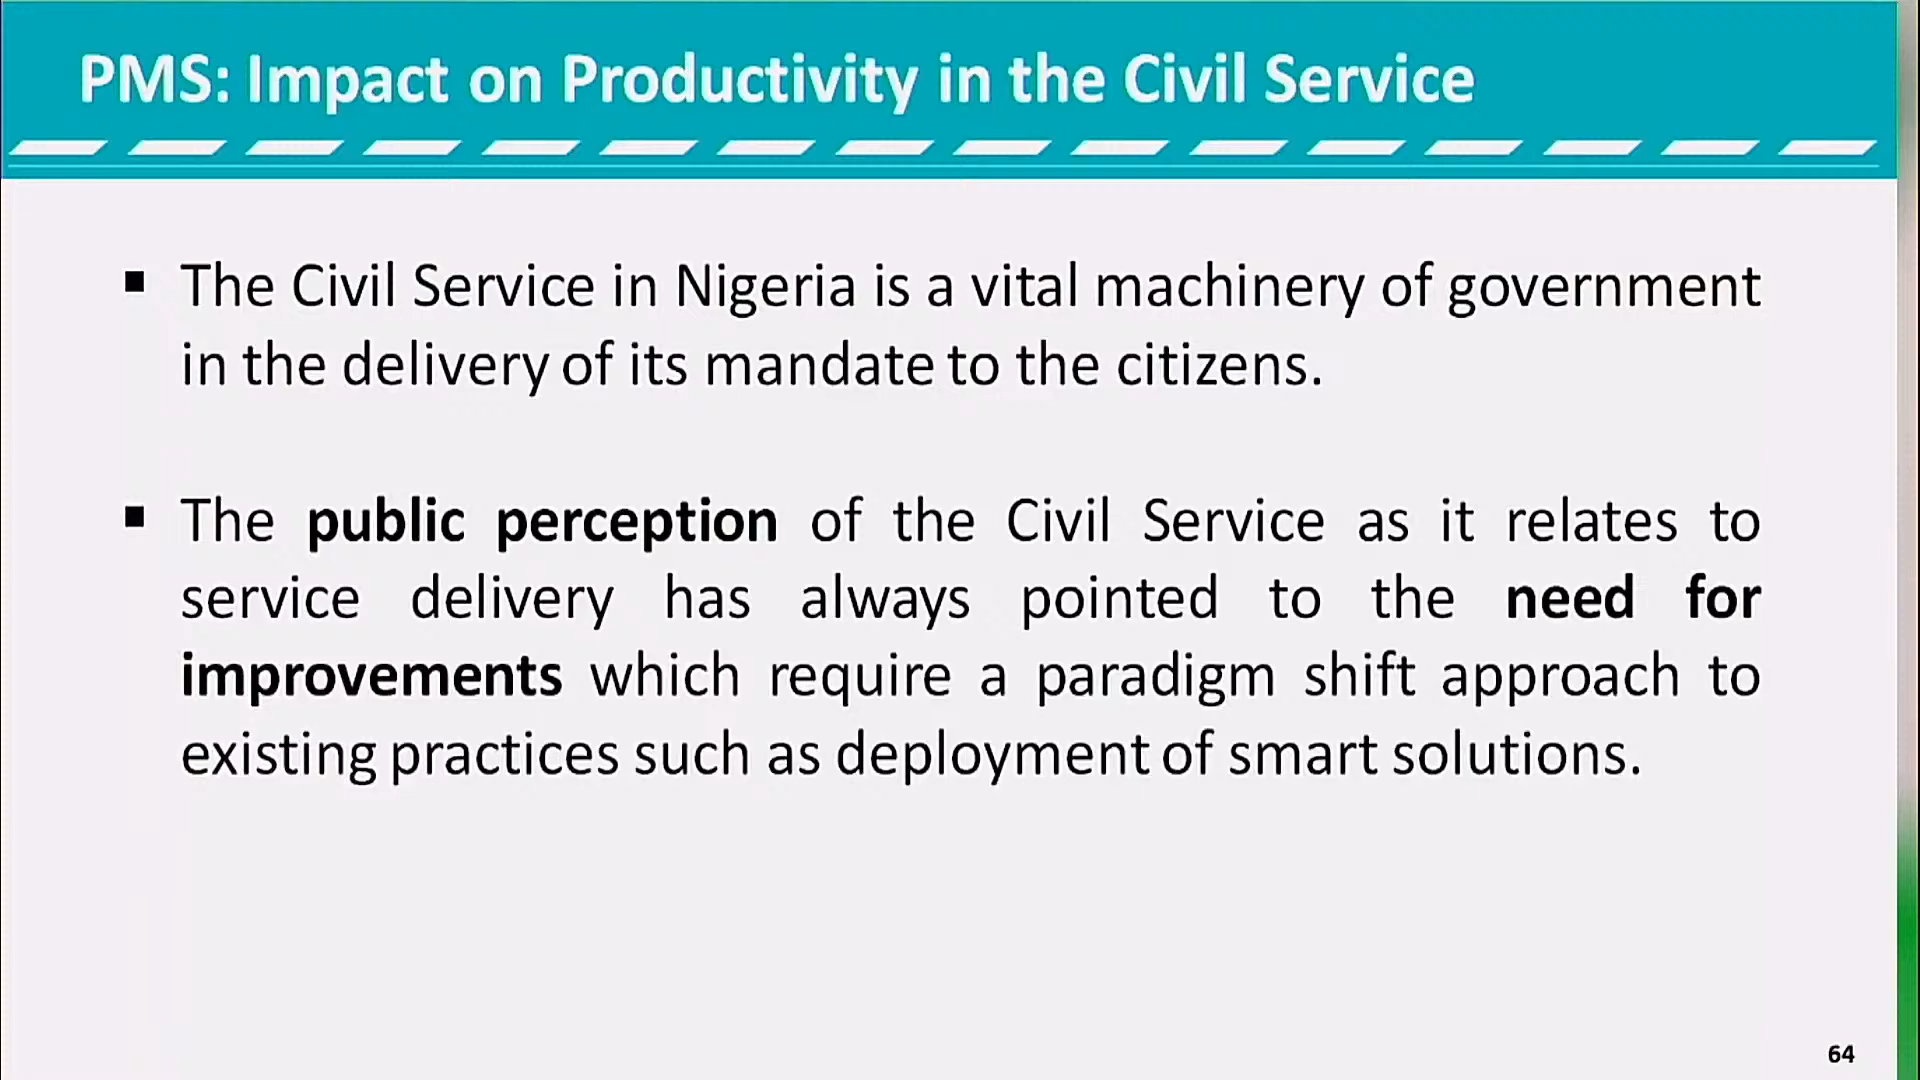 PMS: Impact on Productivity in the Civil Service
▪ The Civil Service in Nigeria is a vital machinery of government
in the delivery of its mandate to the citizens.
▪ The public perception of the Civil Service as it relates to
service delivery has always pointed to the need for
improvements which require a paradigm shift approach to
existing practices such as deployment of smart solutions.
64